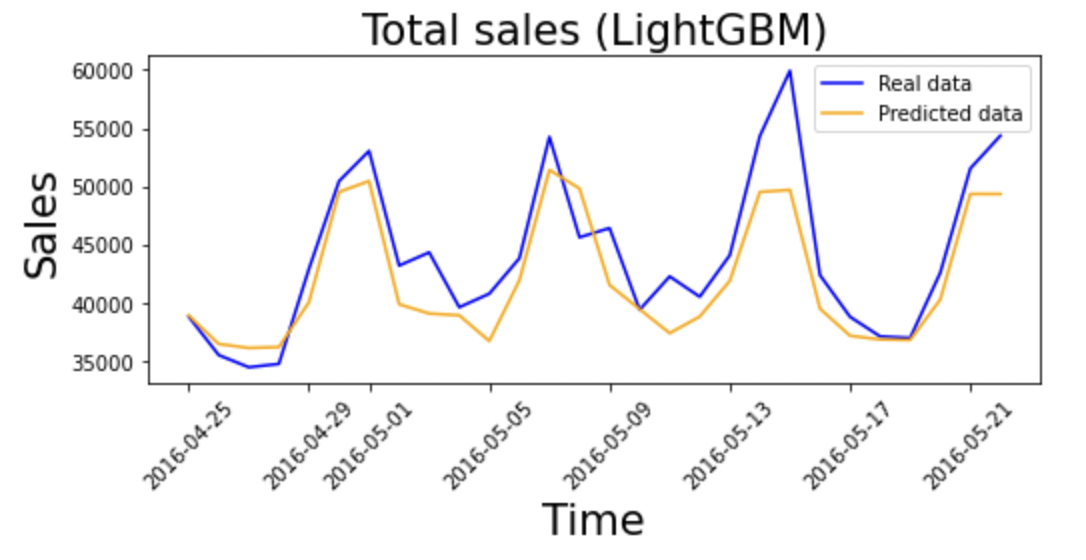 Total sales (LightGBM)
Sales
60000
55000
50000
45000
40000
35000
Real data
Predicted data
2016-04-25
2016-04-29
2016-05-01
2016-05-05
2016-05-09
2016-05-13
2016-05-17
2016-05-21
Time